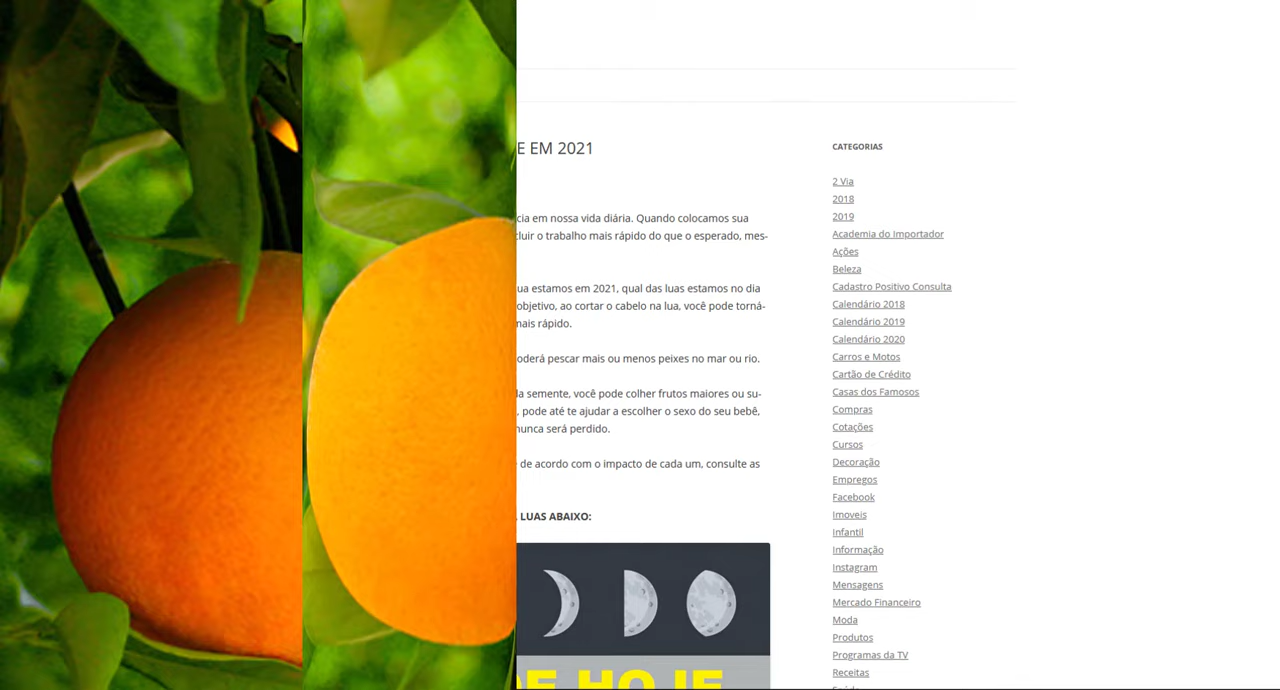 E EM 2021
cia em nossa vida diária. Quando colocamos sua
cluir o trabalho mais rápido do que o esperado, mes-
ua estamos em 2021, qual das luas estamos no dia
objetivo, ao cortar o cabelo na lua, você pode torná-
mais rápido.
oderá pescar mais ou menos peixes no mar ou rio.
da semente, você pode colher frutos maiores ou su-
, pode até te ajudar a escolher o sexo do seu bebê,
nunca será perdido.
de acordo com o impacto de cada um, consulte as
LUAS ABAIXO:
DE HOJE
CATEGORIAS
2 Via
2018
2019
Academia do Importador
Ações
Beleza
Cadastro Positivo Consulta
Calendário 2018
Calendário 2019
Calendário 2020
Carros e Motos
Cartão de Crédito
Casas dos Famosos
Compras
Cotações
Cursos
Decoração
Empregos
Facebook
Imoveis
Infantil
Informação
Instagram
Mensagens
Mercado Financeiro
Moda
Produtos
Programas da TV
Receitas